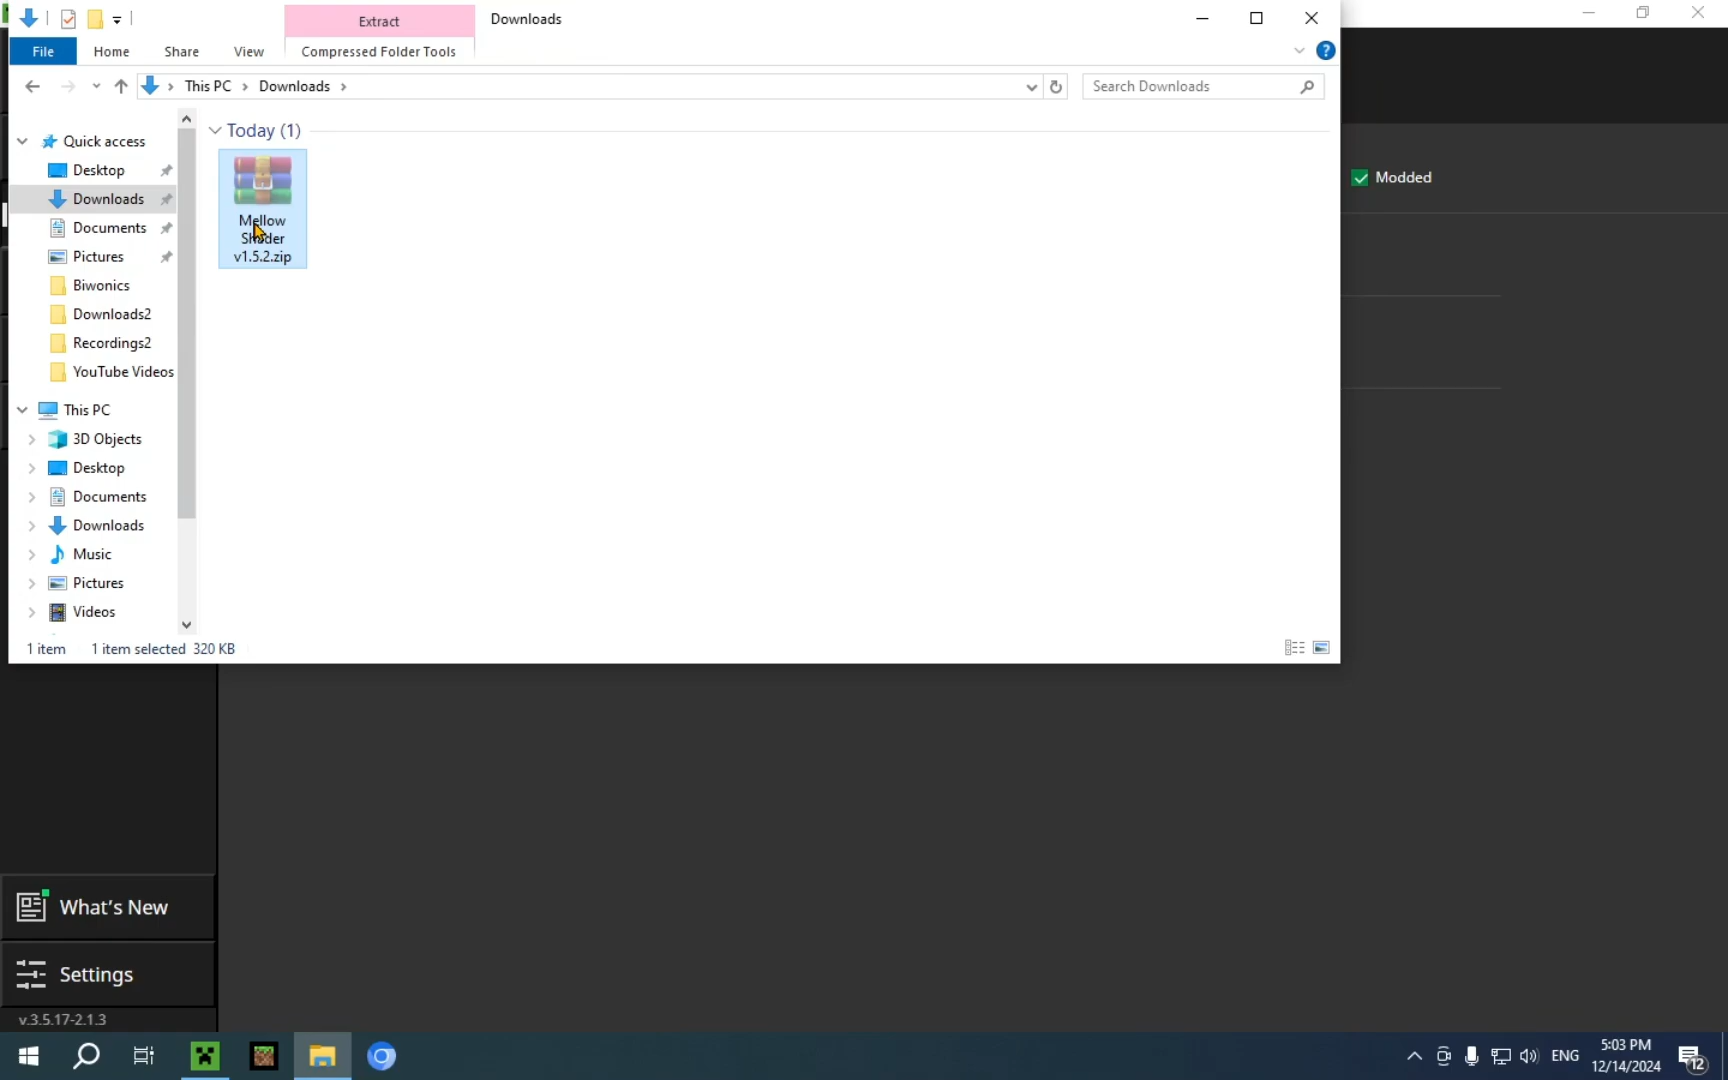 Extract
Downloads
File
Home
Share
View
Compressed Folder Tools
This PC
Downloads
Search Downloads
Quick access
Desktop
Downloads
Documents
Pictures
Biwonics
Downloads2
Recordings2
YouTube Videos
This PC
3D Objects
Desktop
Documents
Downloads
Music
Pictures
Videos
Today (1)
Mellow
Shader
v1.5.2.zip
1 item
1 item selected 320 KB
Modded
What's New
Settings
v.3.5.17-2.1.3
ENG
5:03 PM
12/14/2024
12